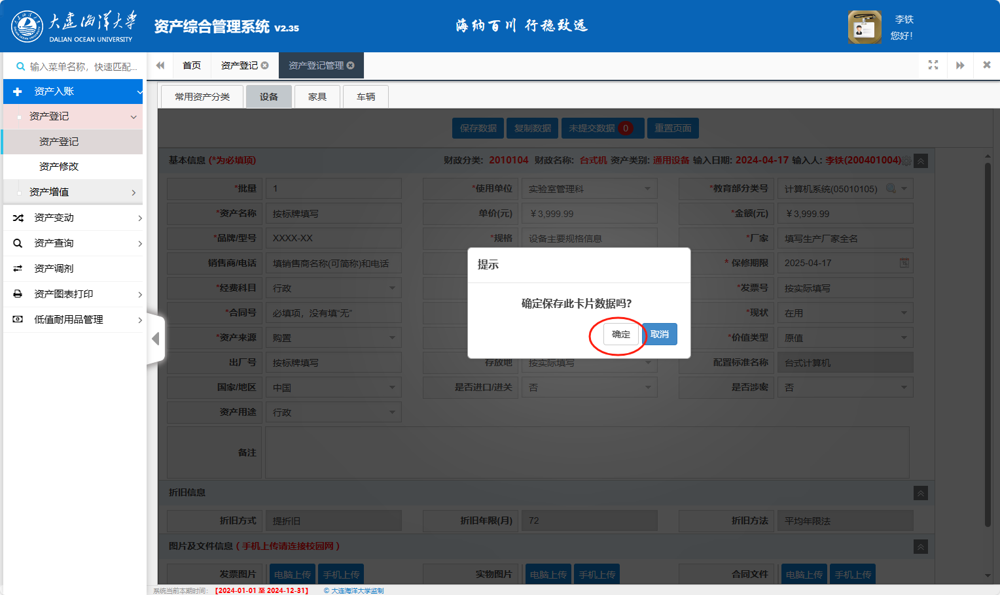 大连海洋大学
DALIAN OCEAN UNIVERSITY
资产综合管理系统 V2.35
海纳百川 行稳致远
李铁
您好!
输入菜单名称，快速匹配...
首页
资产登记
资产登记管理
资产入账
资产登记
资产登记
资产修改
资产增值
资产变动
资产查询
资产调剂
资产图表打印
低值耐用品管理
常用资产分类
设备
家具
车辆
保存数据
复制数据
未提交数据 0
重置页面
基本信息 (*为必填项)
财政分类: 2010104 财政名称: 台式机 资产类别: 通用设备 输入日期: 2024-04-17 输入人: 李铁(200401004)
*批量 1
*使用单位 实验室管理科
*教育部分类号 计算机系统(05010105)
*资产名称 按标牌填写
单价(元) ￥3,999.99
*金额(元) ￥3,999.99
*品牌/型号 XXXX-XX
*规格 设备主要规格信息
*厂家 填写生产厂家全名
销售商/电话 填销售商名称(可简称)和电话
* 保修期限 2025-04-17
*经费科目 行政
*发票号 按实际填写
*合同号 必填项，没有填“无”
*现状 在用
*资产来源 购置
*价值类型 原值
出厂号 按标牌填写
存放地 按实际填写
配置标准名称 台式计算机
国家/地区 中国
是否进口/进关 否
是否涉密 否
资产用途 行政
备注
提示
确定保存此卡片数据吗?
确定
取消
折旧信息
折旧方式 提折旧
折旧年限(月) 72
折旧方法 平均年限法
图片及文件信息 ( 手机上传请连接校园网 )
发票图片 电脑上传 手机上传
实物图片 电脑上传 手机上传
合同文件 电脑上传 手机上传
系统当前本期时间: 【2024-01-01 至 2024-12-31】 © 大连海洋大学监制